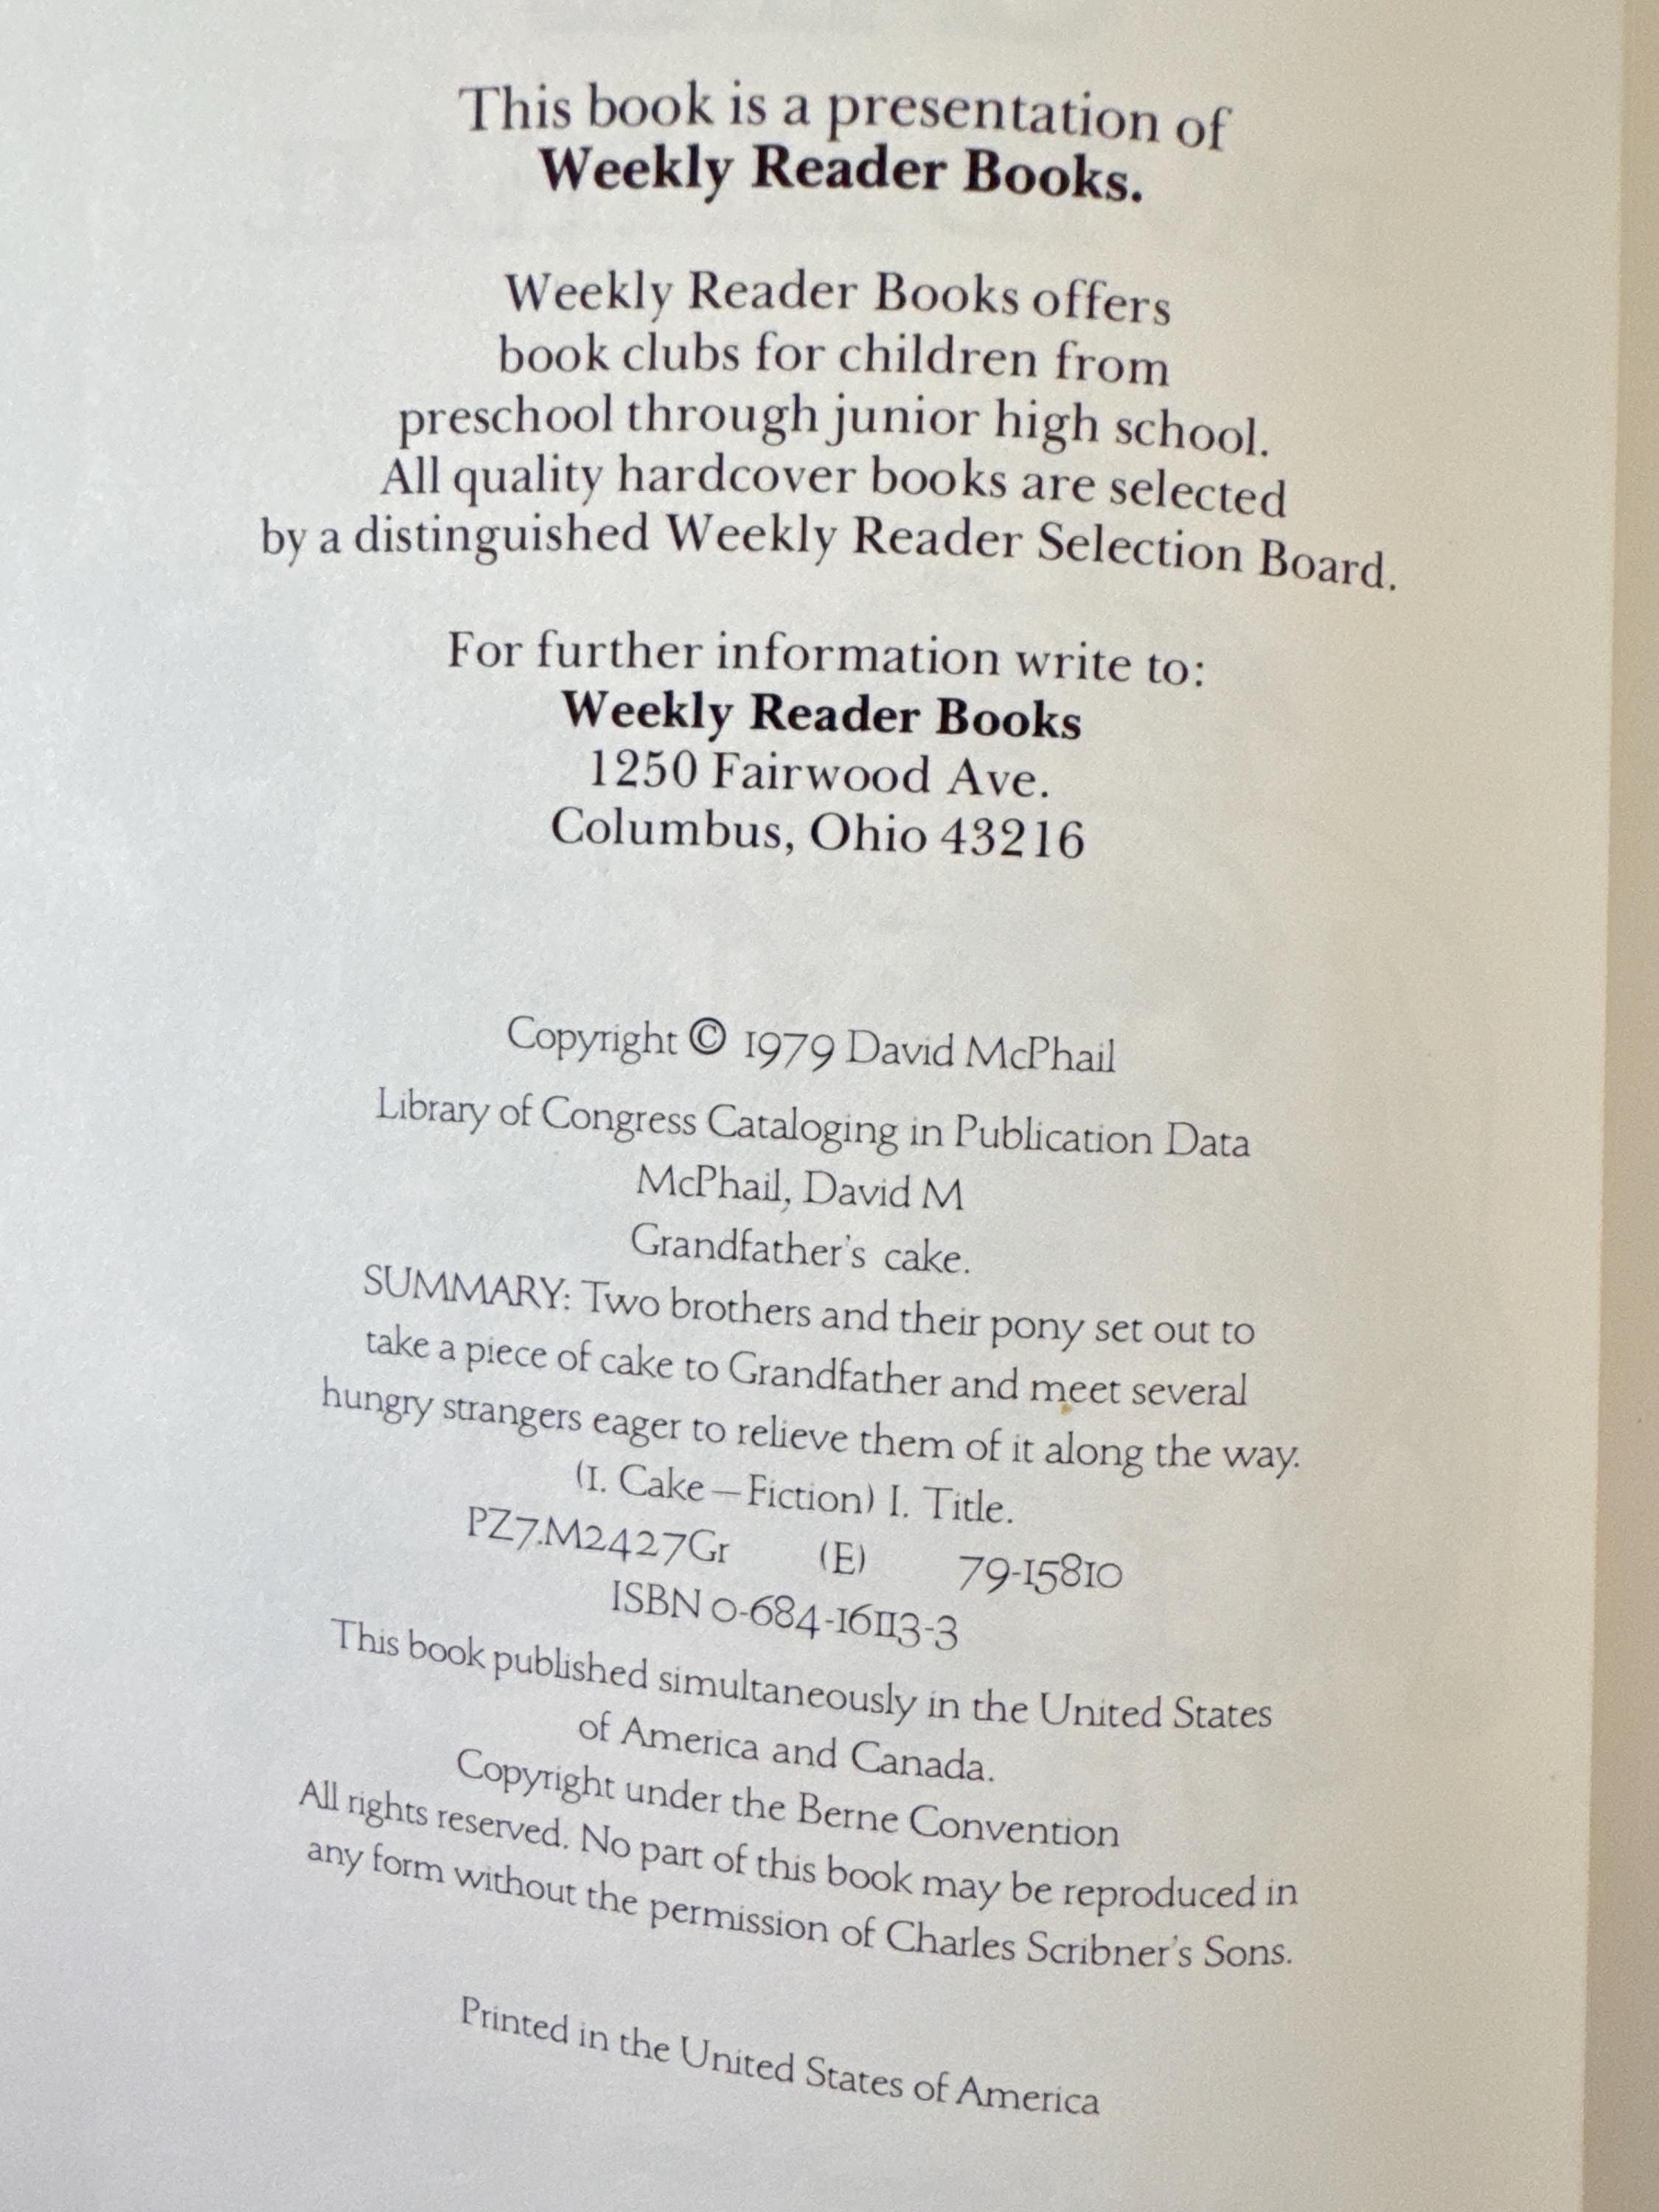 This book is a presentation of
Weekly Reader Books.
Weekly Reader Books offers
book clubs for children from
preschool through junior high school.
All quality hardcover books are selected
by a distinguished Weekly Reader Selection Board.
For further information write to:
Weekly Reader Books
1250 Fairwood Ave.
Columbus, Ohio 43216
Copyright © 1979 David McPhail
Library of Congress Cataloging in Publication Data
McPhail, David M
Grandfather's cake.
SUMMARY: Two brothers and their pony set out to
take a piece of cake to Grandfather and meet several
hungry strangers eager to relieve them of it along the way.
(1. Cake—Fiction) I. Title.
PZ7.M2427Gr (E) 79-15810
ISBN 0-684-16113-3
This book published simultaneously in the United States
of America and Canada.
Copyright under the Berne Convention
All rights reserved. No part of this book may be reproduced in
any form without the permission of Charles Scribner's Sons.
Printed in the United States of America